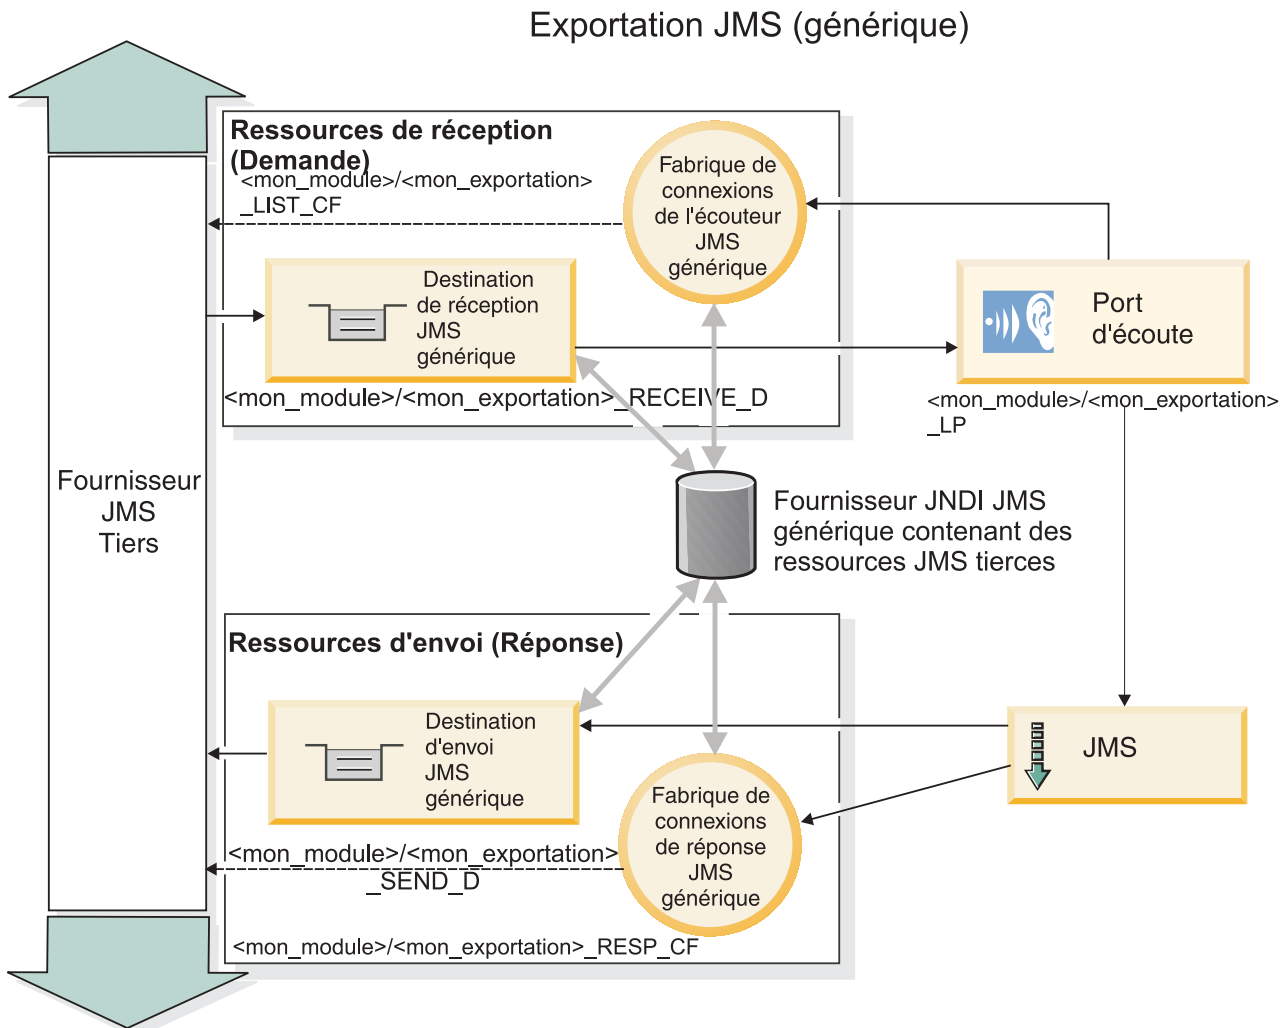 Exportation JMS (générique)
Ressources de réception
(Demande)
<mon_module>/<mon_exportation>
_LIST_CF
Fabrique de
connexions
de l'écouteur
JMS
générique
Destination
de réception
JMS
générique
<mon_module>/<mon_exportation>_RECEIVE_D
Port
d'écoute
<mon_module>/<mon_exportation>
_LP
Fournisseur
JMS
Tiers
Fournisseur JNDI JMS
générique contenant des
ressources JMS tierces
Ressources d'envoi (Réponse)
Destination
d'envoi
JMS
générique
JMS
Fabrique de
connexions
de réponse
JMS
générique
<mon_module>/<mon_exportation>
_SEND_D
<mon_module>/<mon_exportation>_RESP_CF